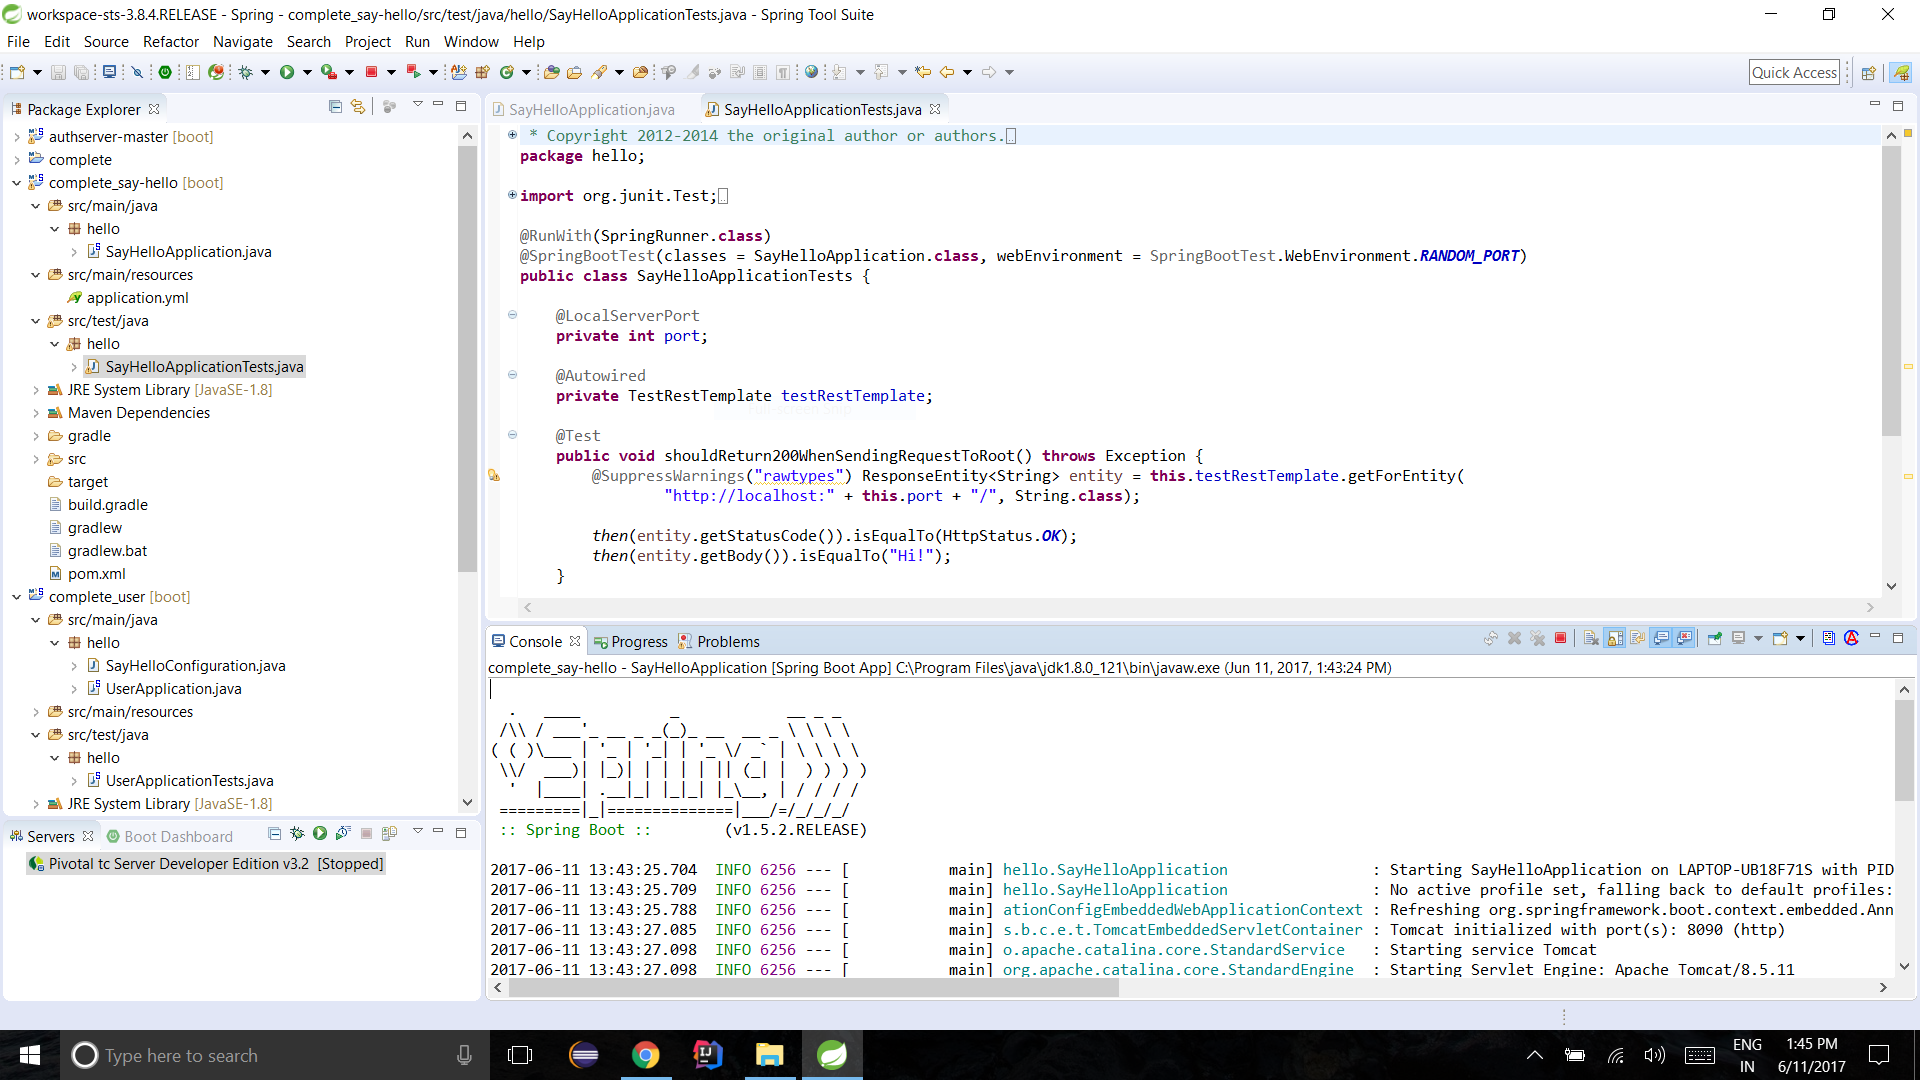 workspace-sts-3.8.4.RELEASE - Spring - complete_say-hello/src/test/java/hello/SayHelloApplicationTests.java - Spring Tool Suite
File Edit Source Refactor Navigate Search Project Run Window Help
Quick Access
Package Explorer
authserver-master [boot]
complete
complete_say-hello [boot]
src/main/java
hello
SayHelloApplication.java
src/main/resources
application.yml
src/test/java
hello
SayHelloApplicationTests.java
JRE System Library [JavaSE-1.8]
Maven Dependencies
gradle
src
target
build.gradle
gradlew
gradlew.bat
pom.xml
complete_user [boot]
src/main/java
hello
SayHelloConfiguration.java
UserApplication.java
src/main/resources
src/test/java
hello
UserApplicationTests.java
JRE System Library [JavaSE-1.8]
Servers Boot Dashboard
Pivotal tc Server Developer Edition v3.2 [Stopped]
SayHelloApplication.java SayHelloApplicationTests.java
* Copyright 2012-2014 the original author or authors.
package hello;
import org.junit.Test;
@RunWith(SpringRunner.class)
@SpringBootTest(classes = SayHelloApplication.class, webEnvironment = SpringBootTest.WebEnvironment.RANDOM_PORT)
public class SayHelloApplicationTests {
@LocalServerPort
private int port;
@Autowired
private TestRestTemplate testRestTemplate;
@Test
public void shouldReturn200WhenSendingRequestToRoot() throws Exception {
@SuppressWarnings("rawtypes") ResponseEntity<String> entity = this.testRestTemplate.getForEntity(
"http://localhost:" + this.port + "/", String.class);
then(entity.getStatusCode()).isEqualTo(HttpStatus.OK);
then(entity.getBody()).isEqualTo("Hi!");
}
Console Progress Problems
complete_say-hello - SayHelloApplication [Spring Boot App] C:\Program Files\java\jdk1.8.0_121\bin\javaw.exe (Jun 11, 2017, 1:43:24 PM)
Spring
:: Spring Boot :: (v1.5.2.RELEASE)
2017-06-11 13:43:25.704 INFO 6256 --- [ main] hello.SayHelloApplication : Starting SayHelloApplication on LAPTOP-UB18F71S with PID
2017-06-11 13:43:25.709 INFO 6256 --- [ main] hello.SayHelloApplication : No active profile set, falling back to default profiles:
2017-06-11 13:43:25.788 INFO 6256 --- [ main] ationConfigEmbeddedWebApplicationContext : Refreshing org.springframework.boot.context.embedded.Ann
2017-06-11 13:43:27.085 INFO 6256 --- [ main] s.b.c.e.t.TomcatEmbeddedServletContainer : Tomcat initialized with port(s): 8090 (http)
2017-06-11 13:43:27.098 INFO 6256 --- [ main] o.apache.catalina.core.StandardService : Starting service Tomcat
2017-06-11 13:43:27.098 INFO 6256 --- [ main] org.apache.catalina.core.StandardEngine : Starting Servlet Engine: Apache Tomcat/8.5.11
Type here to search
ENG
IN
1:45 PM
6/11/2017